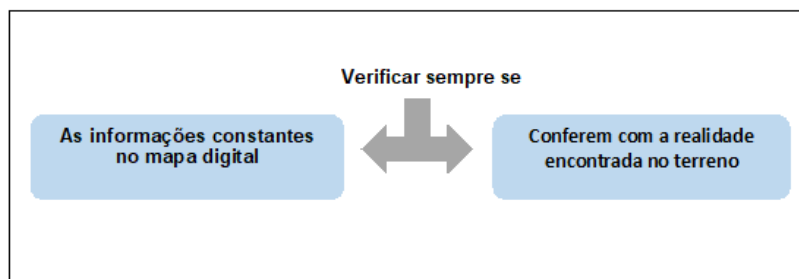 Verificar sempre se
As informações constantes
no mapa digital
Conferem com a realidade
encontrada no terreno